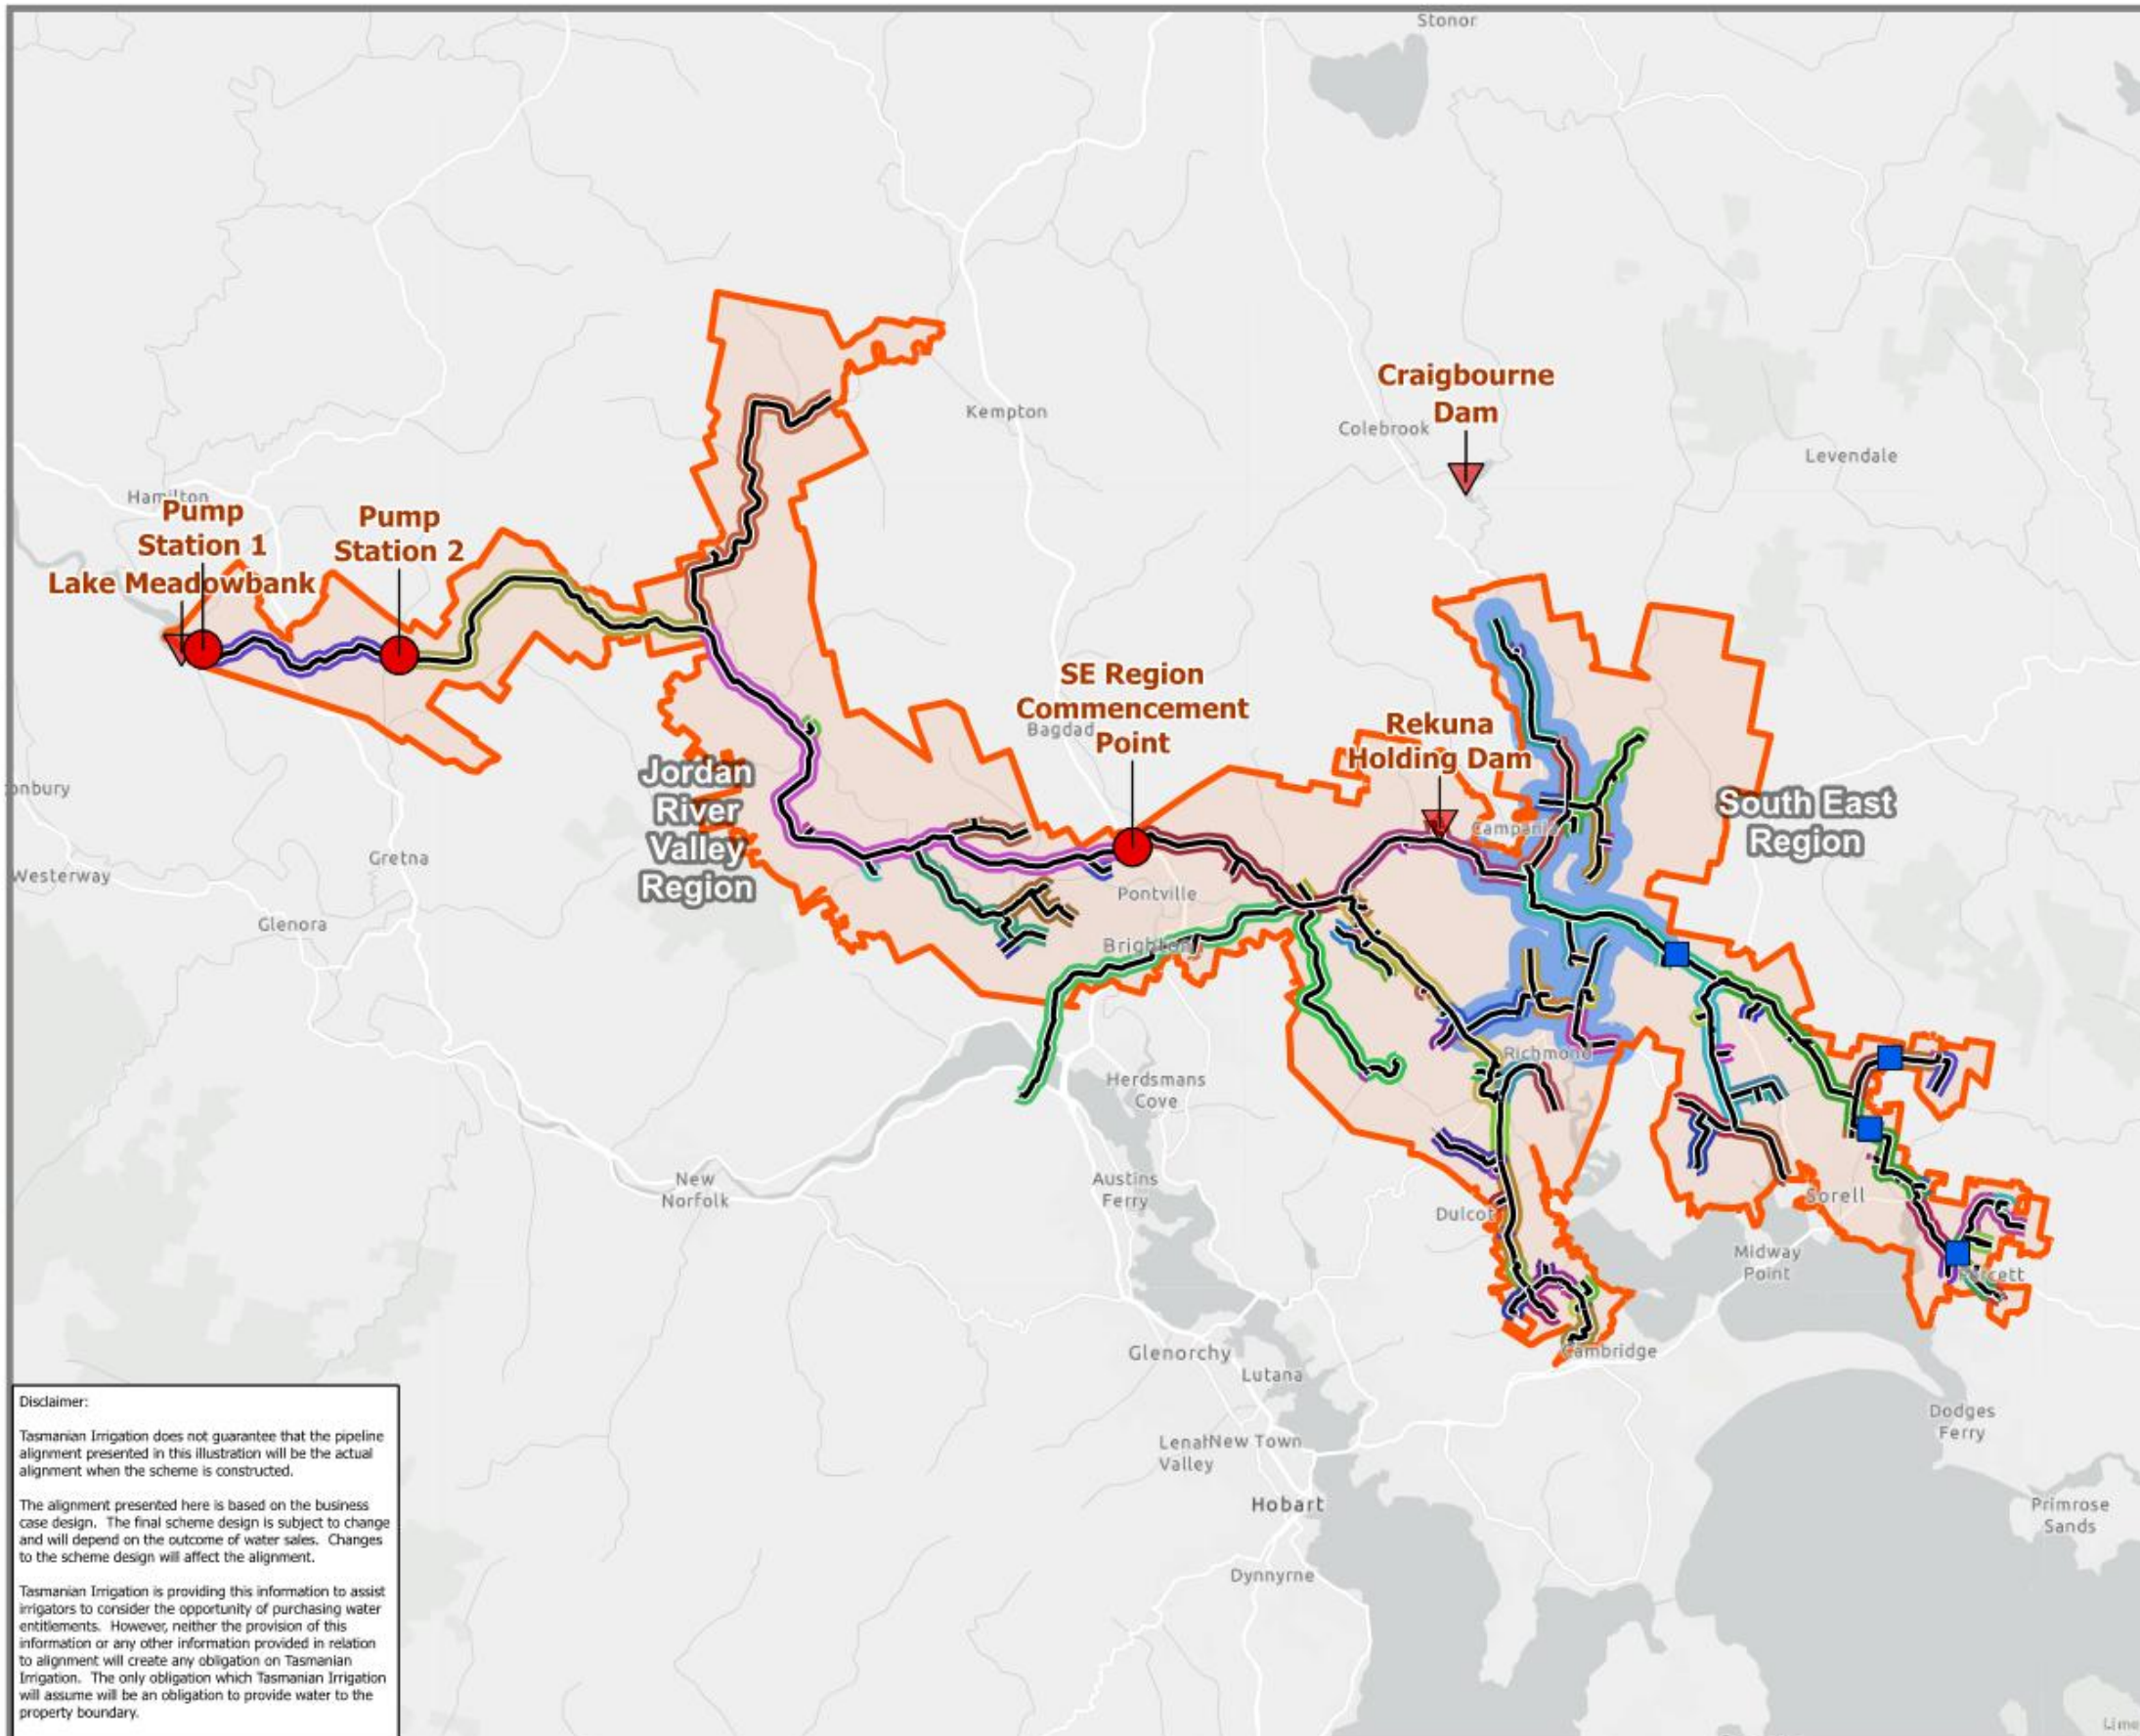 Stonor
Kempton
Craigbourne
Dam
Colebrook
Levendale
Hamilton
Pump
Station 1
Pump
Station 2
Lake Meadowbank
SE Region
Commencement
Point
Bagdad
Rekuna
Holding Dam
Jordan
River
Valley
Region
South East
Region
onbury
Campania
Gretna
Westerway
Pontville
Glenora
Brighton
Richmond
Herdsmans
Cove
New
Norfolk
Austins
Ferry
Dulcot
Sorell
Midway
Point
Forcett
Glenorchy
Cambridge
Lutana
Dodges
Ferry
Lenah
Valley
New Town
Hobart
Primrose
Sands
Dynnyrne
Lime
Disclaimer:
Tasmanian Irrigation does not guarantee that the pipeline
alignment presented in this illustration will be the actual
alignment when the scheme is constructed.
The alignment presented here is based on the business
case design. The final scheme design is subject to change
and will depend on the outcome of water sales. Changes
to the scheme design will affect the alignment.
Tasmanian Irrigation is providing this information to assist
irrigators to consider the opportunity of purchasing water
entitlements. However, neither the provision of this
information or any other information provided in relation
to alignment will create any obligation on Tasmanian
Irrigation. The only obligation which Tasmanian Irrigation
will assume will be an obligation to provide water to the
property boundary.